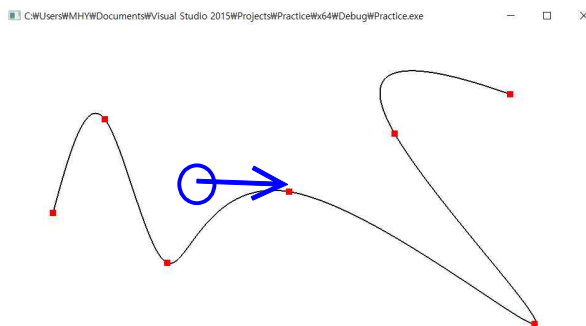 C:₩Users₩MHY₩Documents₩Visual Studio 2015₩Projects₩Practice₩x64₩Debug₩Practice.exe